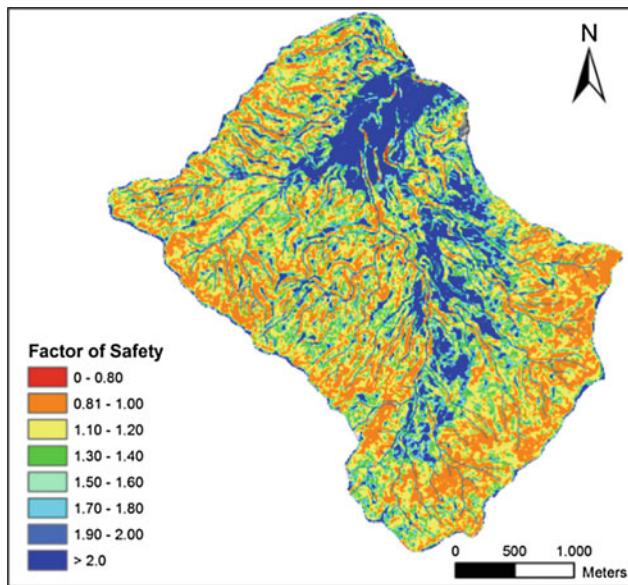 N
Factor of Safety
0 - 0.80
0.81 - 1.00
1.10 - 1.20
1.30 - 1.40
1.50 - 1.60
1.70 - 1.80
1.90 - 2.00
> 2.0
0 500 1.000
Meters